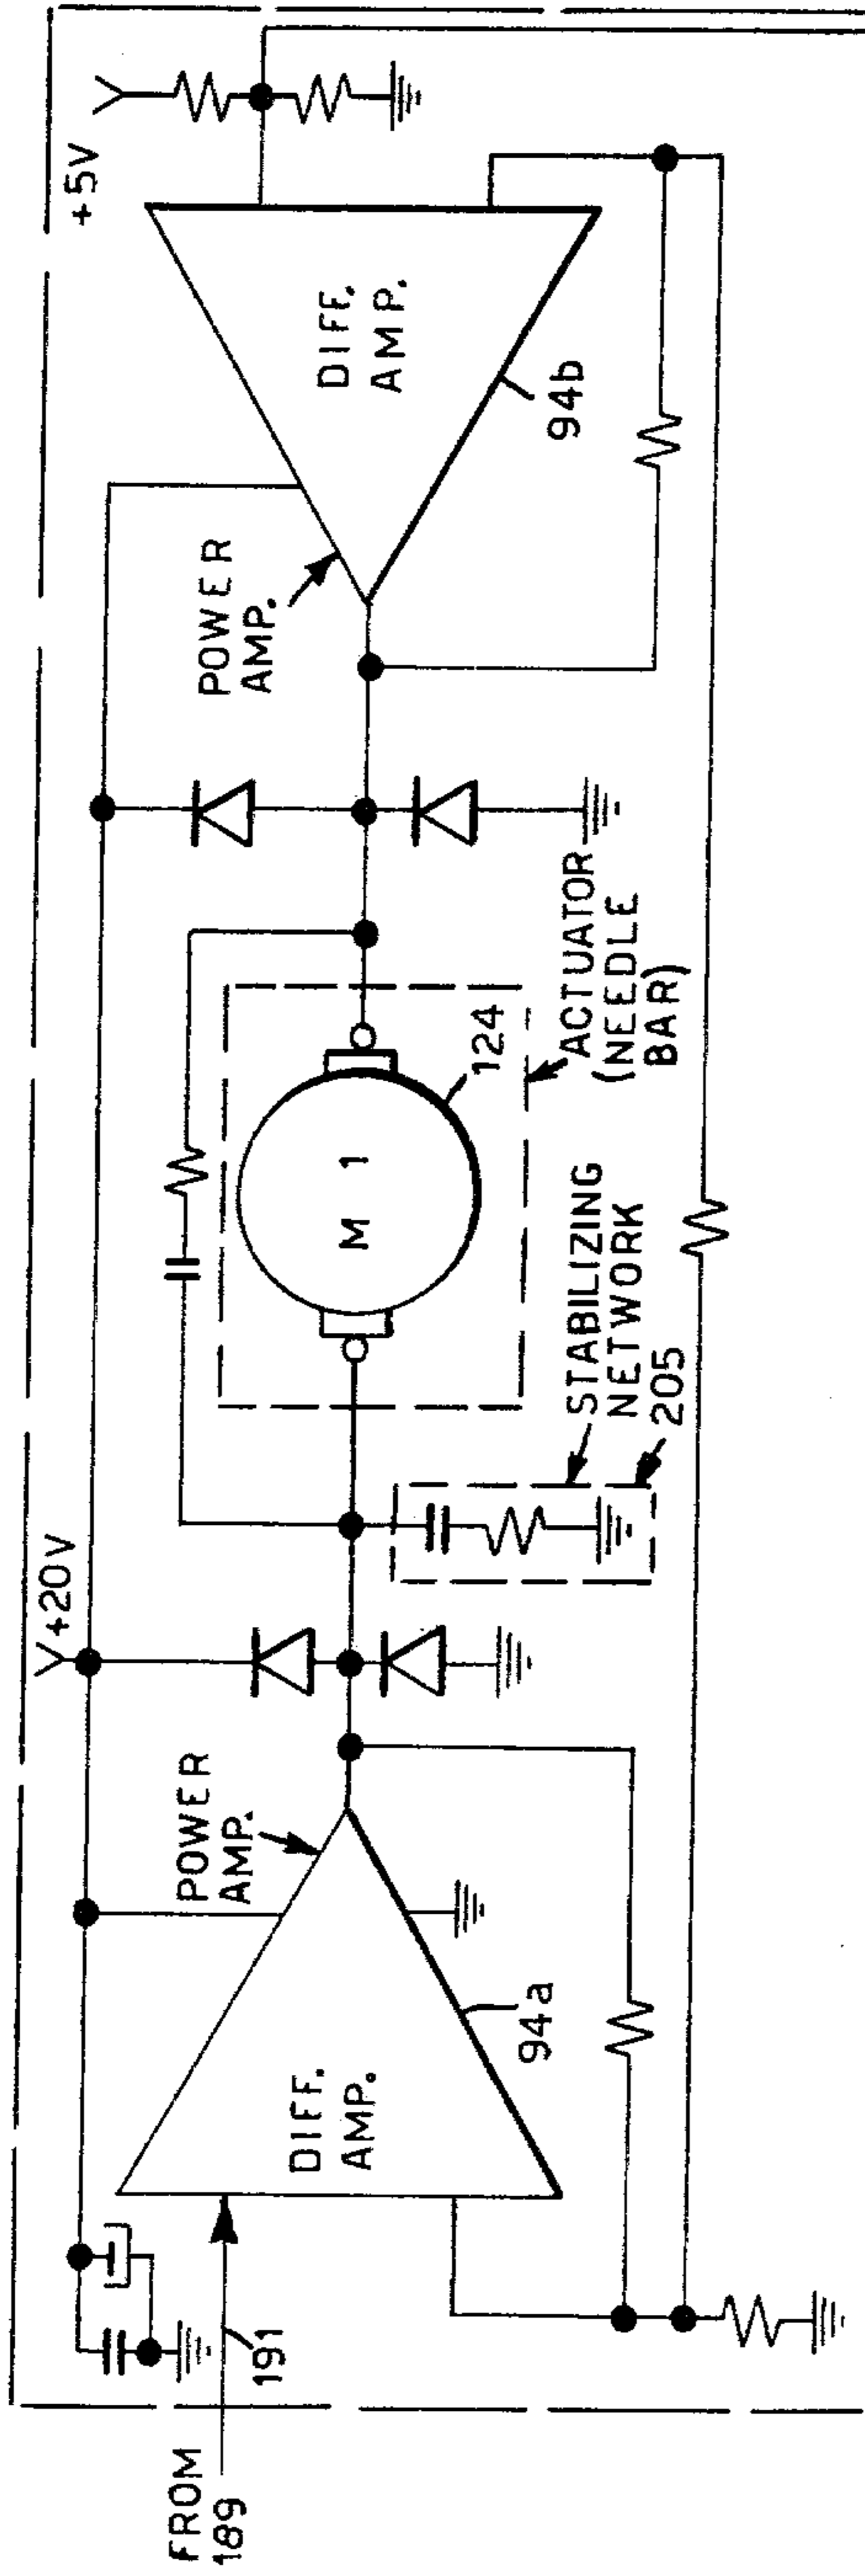 FROM
189
191
DIFF.
AMP.
94a
POWER
AMP.
+20V
STABILIZING
NETWORK
205
M 1
124
ACTUATOR
(NEEDLE
BAR)
POWER
AMP.
DIFF.
AMP.
94b
+5V